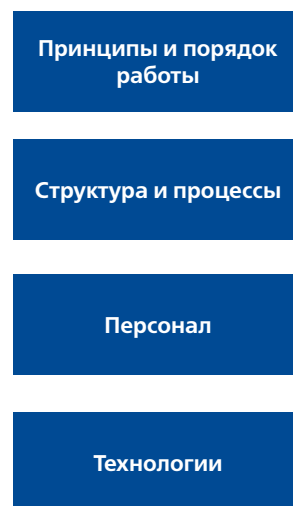 Принципы и порядок
работы
Структура и процессы
Персонал
Технологии